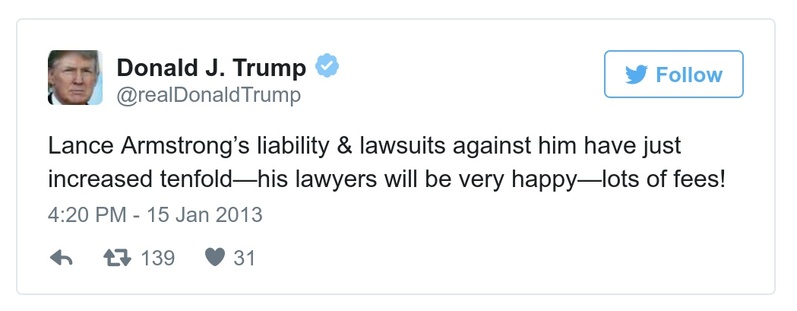 Donald J. Trump
@realDonaldTrump
Follow
Lance Armstrong’s liability & lawsuits against him have just
increased tenfold—his lawyers will be very happy—lots of fees!
4:20 PM - 15 Jan 2013
139 31